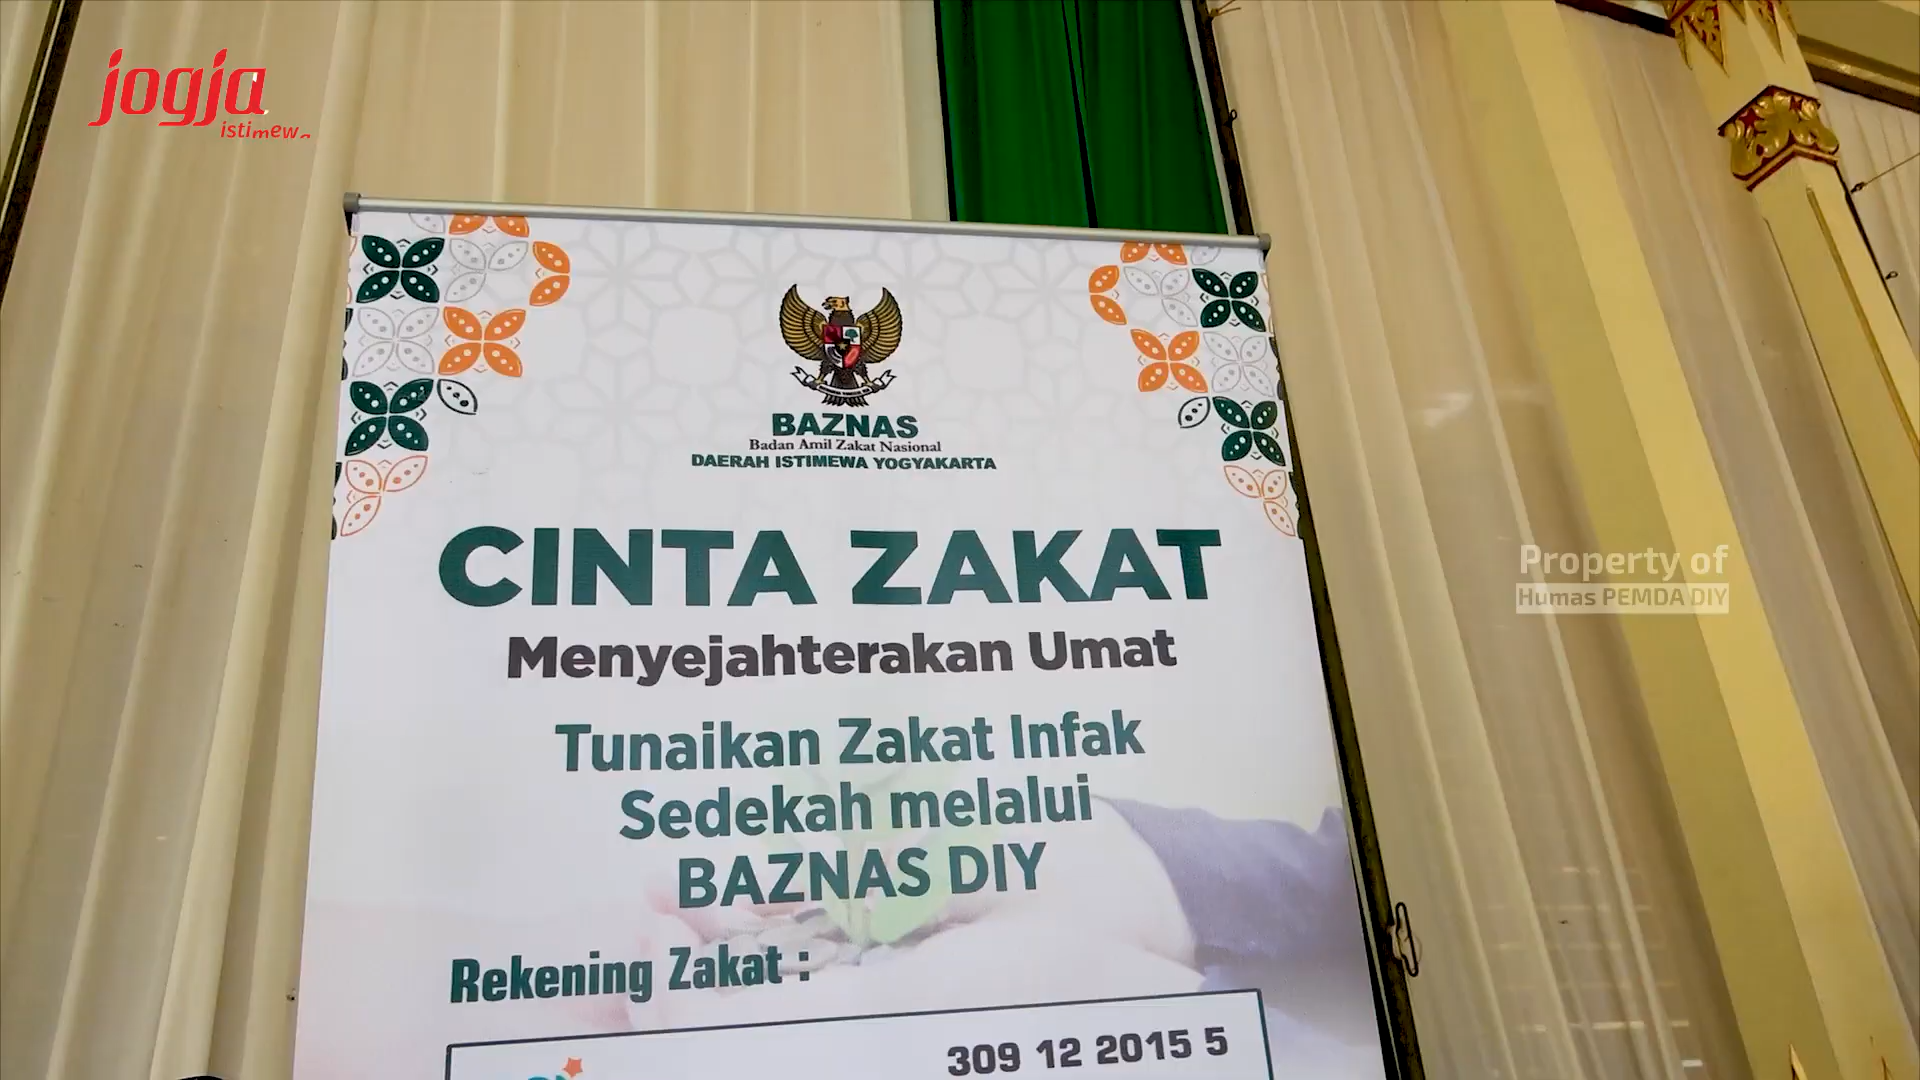 jogja
istimewa
BAZNAS
Badan Amil Zakat Nasional
DAERAH ISTIMEWA YOGYAKARTA
CINTA ZAKAT
Menyejahterakan Umat
Tunaikan Zakat Infak
Sedekah melalui
BAZNAS DIY
Property of
Humas PEMDA DIY
Rekening Zakat :
309 12 2015 5